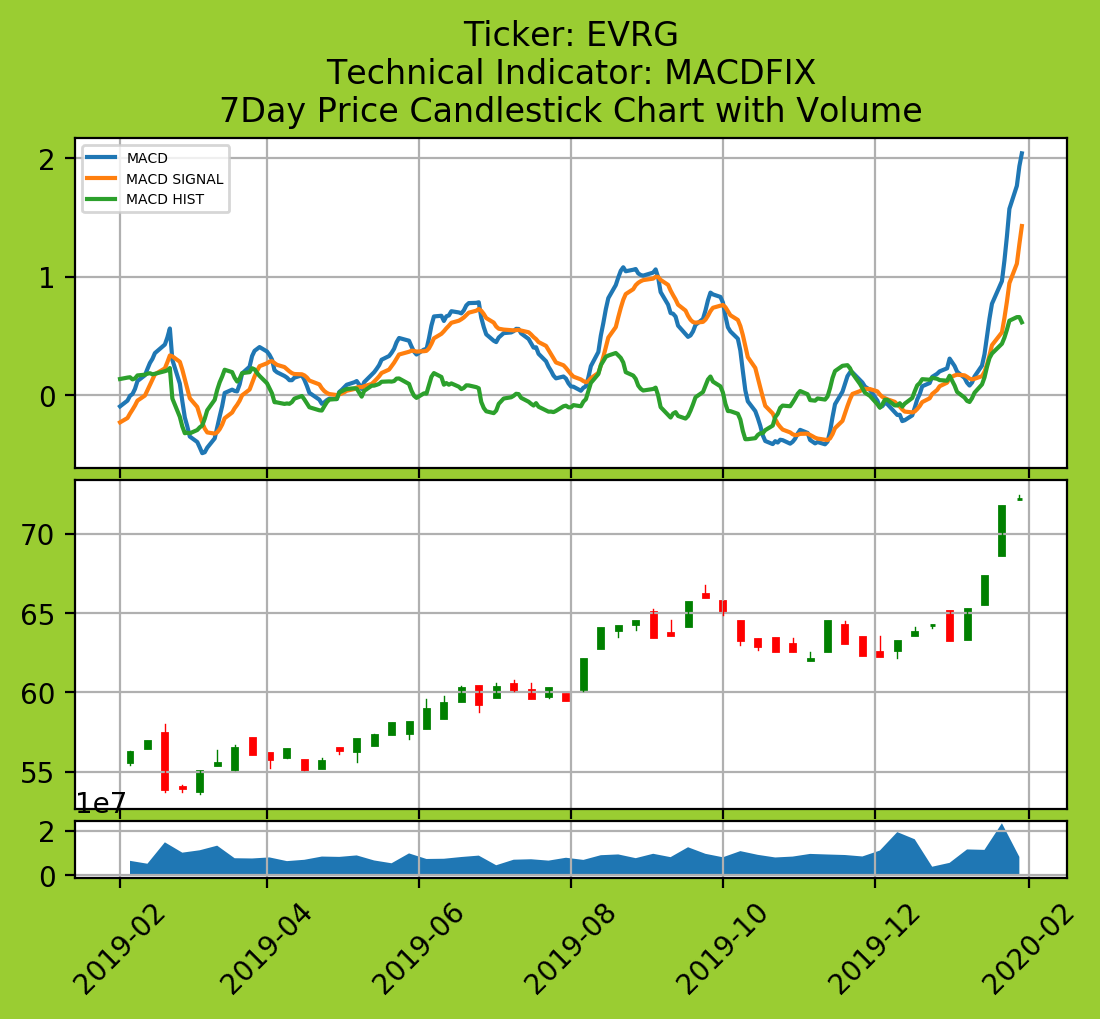 Ticker: EVRG
Technical Indicator: MACDFIX
7Day Price Candlestick Chart with Volume
MACD
MACD SIGNAL
MACD HIST
2
1
0
70
65
60
55
1e7
2
0
2019-02
2019-04
2019-06
2019-08
2019-10
2019-12
2020-02